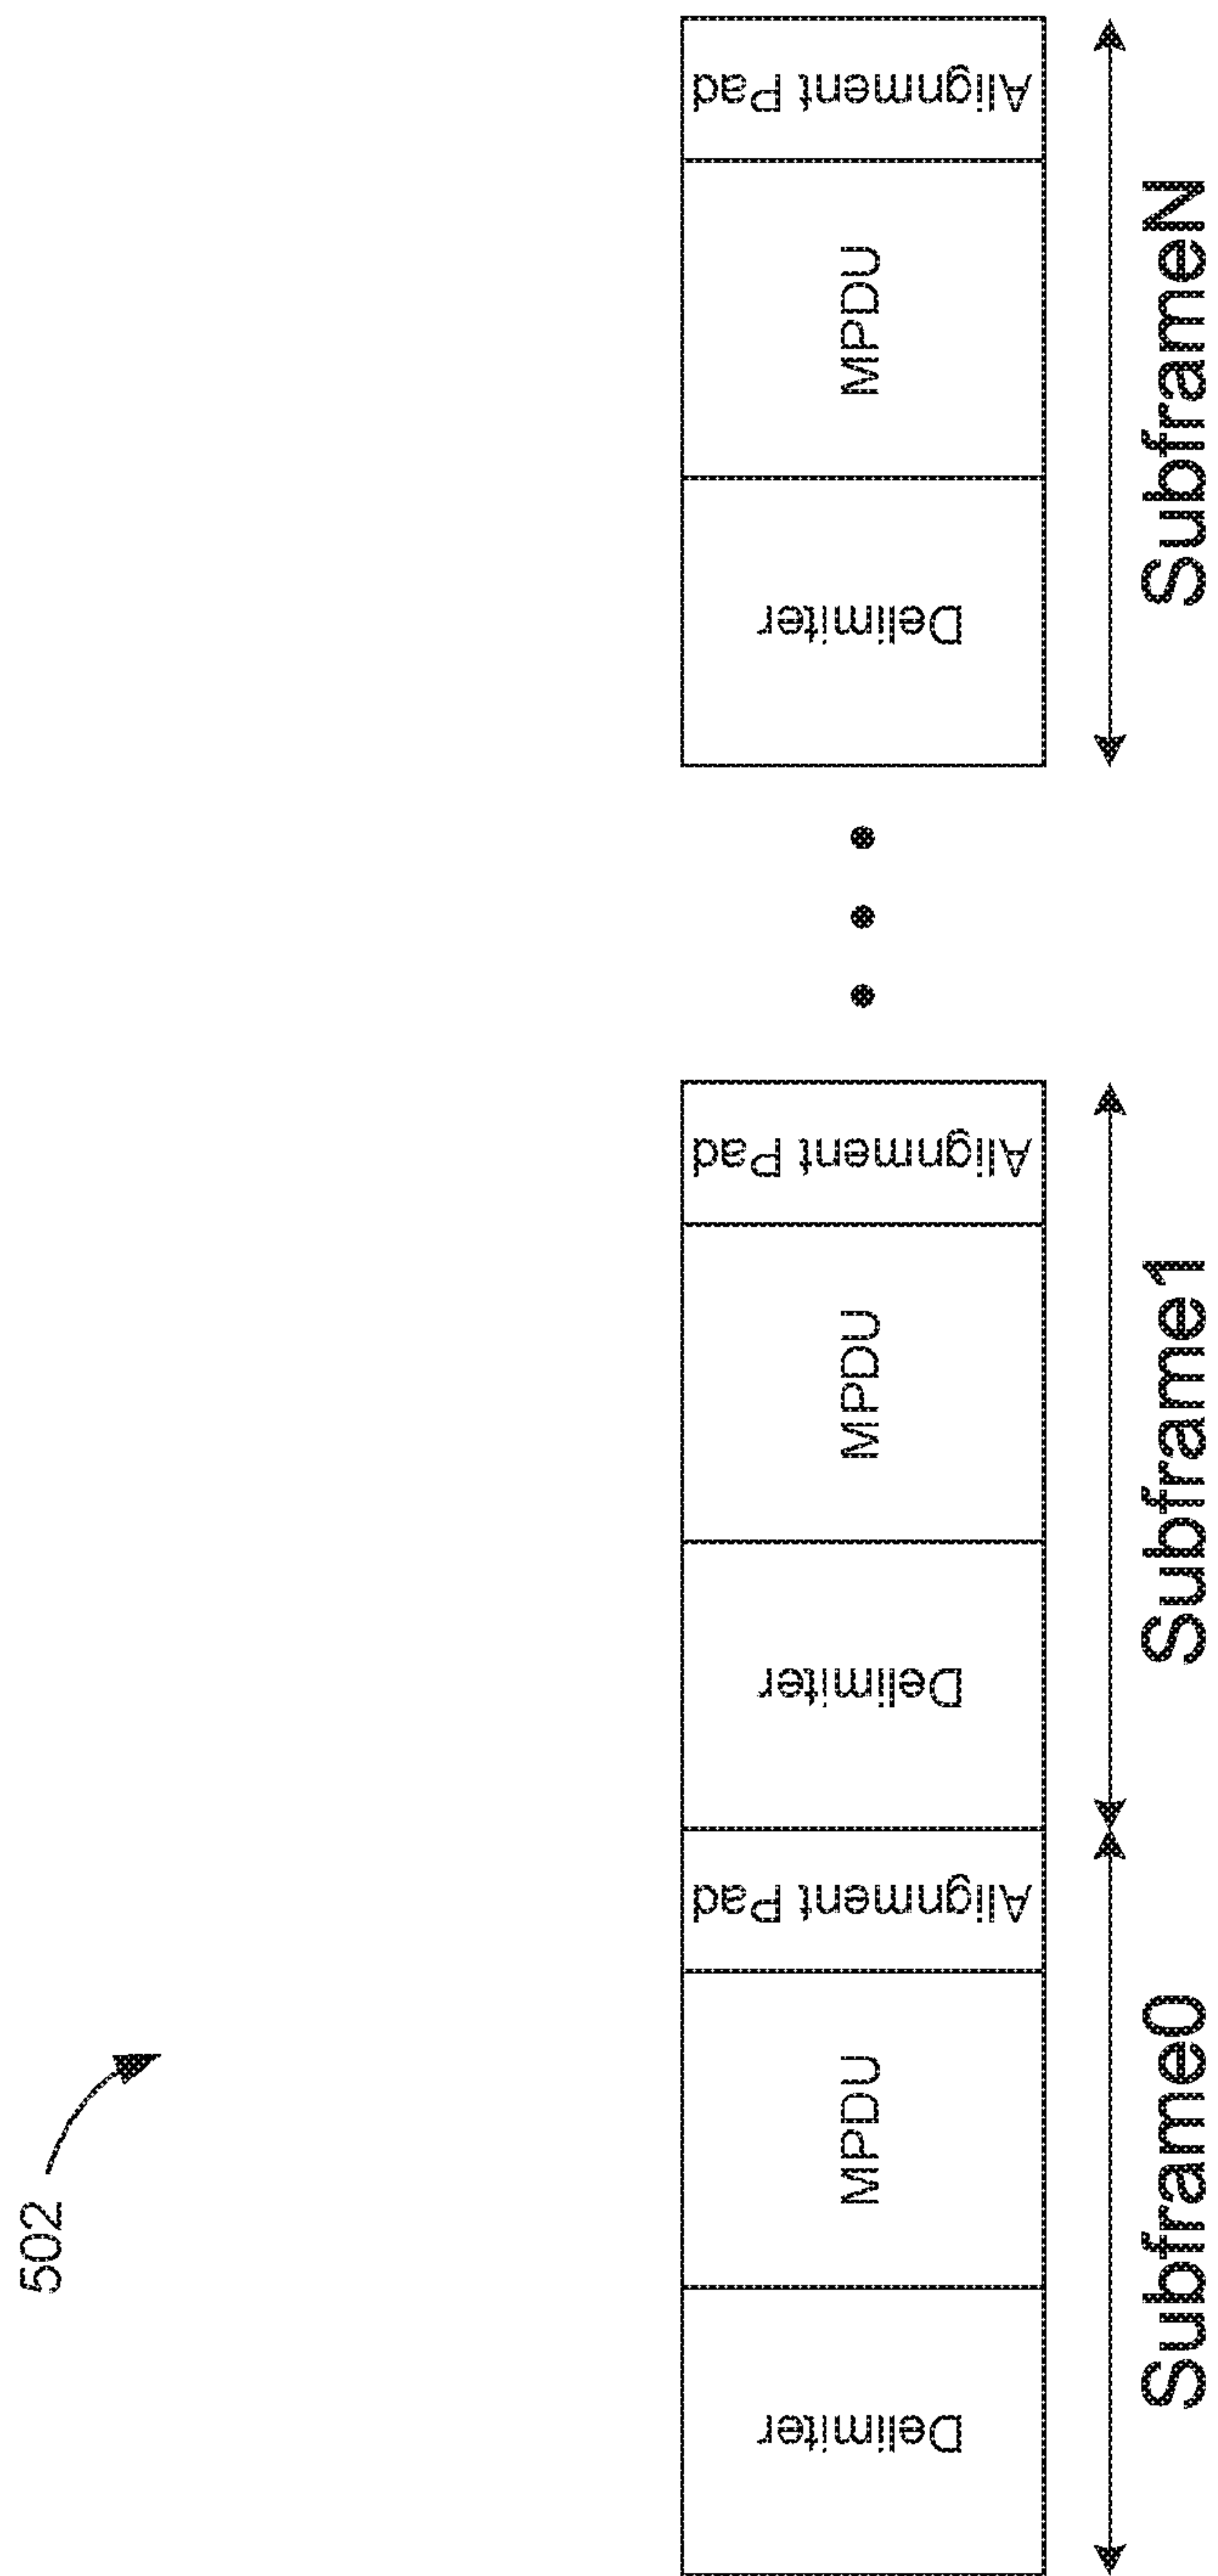 502
Delimiter
MPDU
Alignment Pad
Delimiter
MPDU
Alignment Pad
Delimiter
MPDU
Alignment Pad
Subframe0
Subframe1
SubframeN